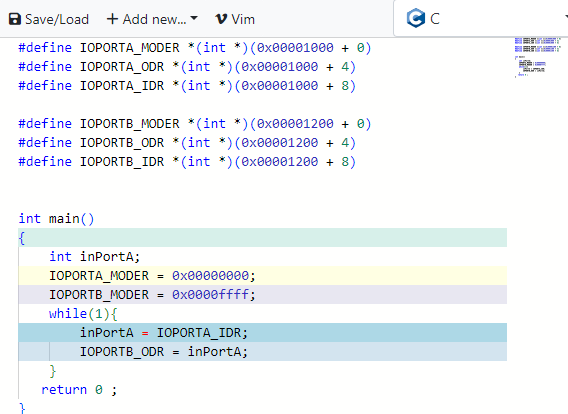 Save/Load + Add new... Vim C
#define IOPORTA_MODER *(int *)(0x00001000 + 0)
#define IOPORTA_ODR *(int *)(0x00001000 + 4)
#define IOPORTA_IDR *(int *)(0x00001000 + 8)
#define IOPORTB_MODER *(int *)(0x00001200 + 0)
#define IOPORTB_ODR *(int *)(0x00001200 + 4)
#define IOPORTB_IDR *(int *)(0x00001200 + 8)
int main()
{
int inPortA;
IOPORTA_MODER = 0x00000000;
IOPORTB_MODER = 0x0000ffff;
while(1){
inPortA = IOPORTA_IDR;
IOPORTB_ODR = inPortA;
}
return 0 ;
}